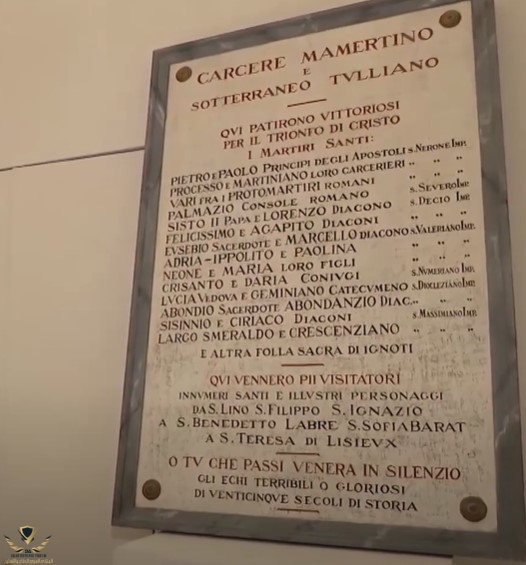 CARCERE MAMERTINO
E
SOTTERRANEO TVLLIANO
QVI PATIRONO VITTORIOSI
PER IL TRIONFO DI CRISTO
I MARTIRI SANTI:
PIETRO E PAOLO PRINCIPI DEGLI APOSTOLI S. NERONE IMP.
PROCESSO E MARTINIANO LORO CARCERIERI " " "
VARI FRA I PROTOMARTIRI ROMANI " " "
PALMAZIO CONSOLE ROMANO S. SEVERO IMP.
SISTO II PAPA E LORENZO DIACONO S. DECIO IMP.
FELICISSIMO E AGAPITO DIACONI " " "
EVSEBIO SACERDOTE E MARCELLO DIACONO S. VALERIANO IMP.
ADRIA-IPPOLITO E PAOLINA " " "
NEONE E MARIA LORO FIGLI " " "
CRISANTO E DARIA CONIVGI S. NVMERIANO IMP.
LVCIA VEDOVA E GEMINIANO CATECVMENO S. DIOCLEZIANO IMP.
ABONDIO SACERDOTE ABONDANZIO DIAC. " " "
SISINNIO E CIRIACO DIACONI S. MASSIMIANO IMP.
LARGO SMERALDO E CRESCENZIANO " " "
E ALTRA FOLLA SACRA DI IGNOTI
QVI VENNERO PII VISITATORI
INNVMERI SANTI E ILLVSTRI PERSONAGGI
DA S. LINO S. FILIPPO S. IGNAZIO
A S. BENEDETTO LABRE S. SOFIA BARAT
A S. TERESA DI LISIEVX
O TV CHE PASSI VENERA IN SILENZIO
GLI ECHI TERRIBILI O GLORIOSI
DI VENTICINQVE SECOLI DI STORIA